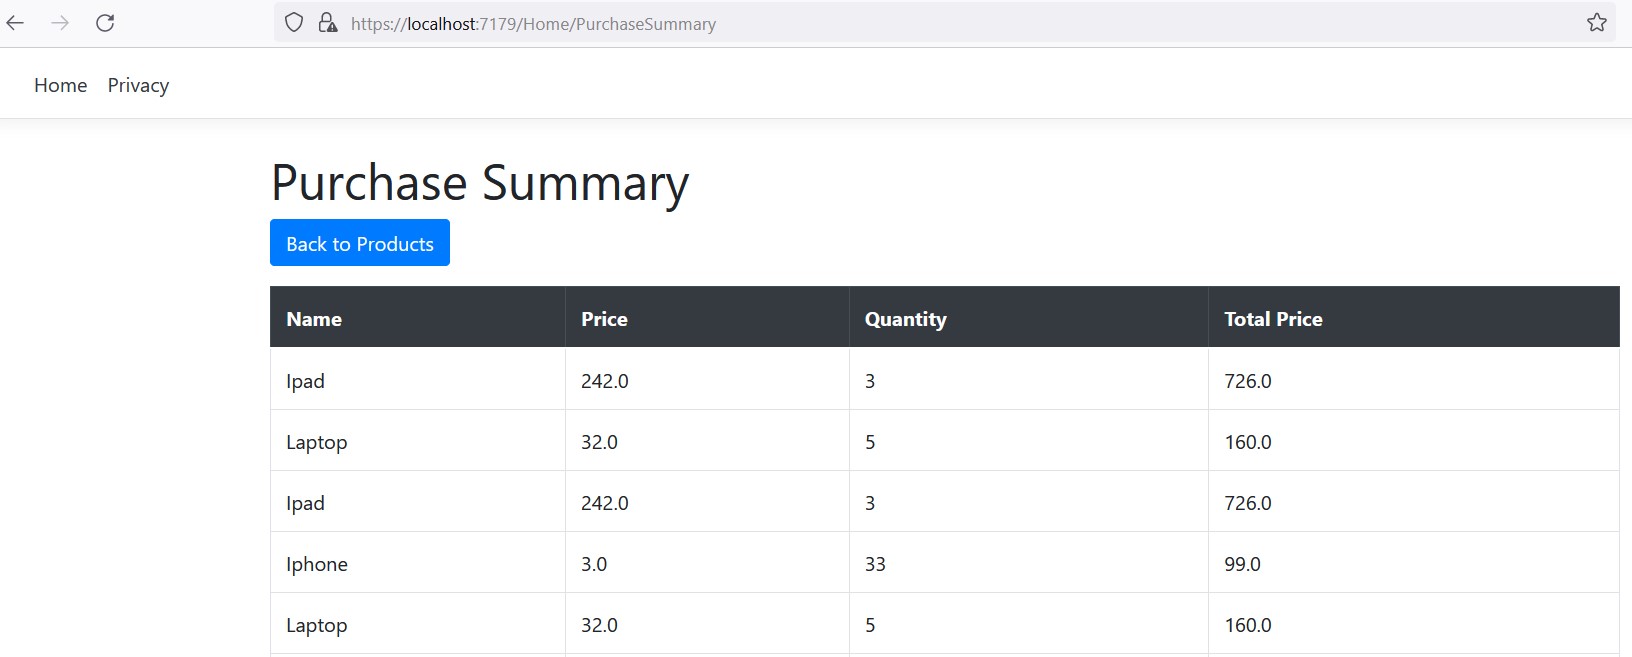 https://localhost:7179/Home/PurchaseSummary
Home Privacy
Purchase Summary
Back to Products
Name Price Quantity Total Price
Ipad 242.0 3 726.0
Laptop 32.0 5 160.0
Ipad 242.0 3 726.0
Iphone 3.0 33 99.0
Laptop 32.0 5 160.0